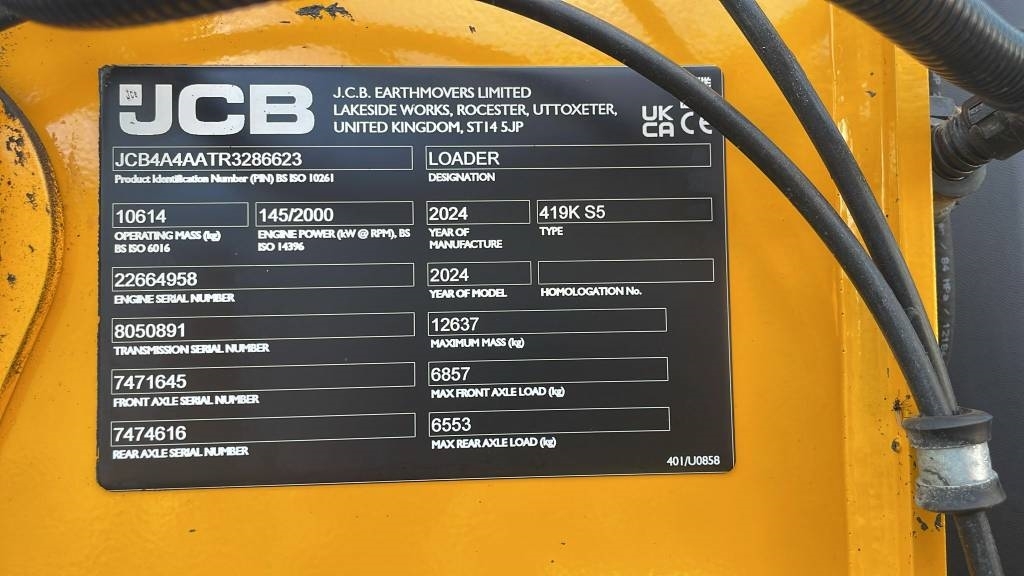 JCB
J.C.B. EARTHMOVERS LIMITED
LAKESIDE WORKS, ROCESTER, UTTOXETER,
UNITED KINGDOM, ST14 5JP
UK
CA CE
JCB4A4AATR3286623
Product Identification Number (PIN) BS ISO 10261
LOADER
DESIGNATION
10614
OPERATING MASS (kg)
BS ISO 6016
145/2000
ENGINE POWER (kW @ RPM), BS
ISO 14396
2024
YEAR OF
MANUFACTURE
419K S5
TYPE
22664958
ENGINE SERIAL NUMBER
2024
YEAR OF MODEL
HOMOLOGATION No.
8050891
TRANSMISSION SERIAL NUMBER
12637
MAXIMUM MASS (kg)
7471645
FRONT AXLE SERIAL NUMBER
6857
MAX FRONT AXLE LOAD (kg)
7474616
REAR AXLE SERIAL NUMBER
6553
MAX REAR AXLE LOAD (kg)
401/U0858